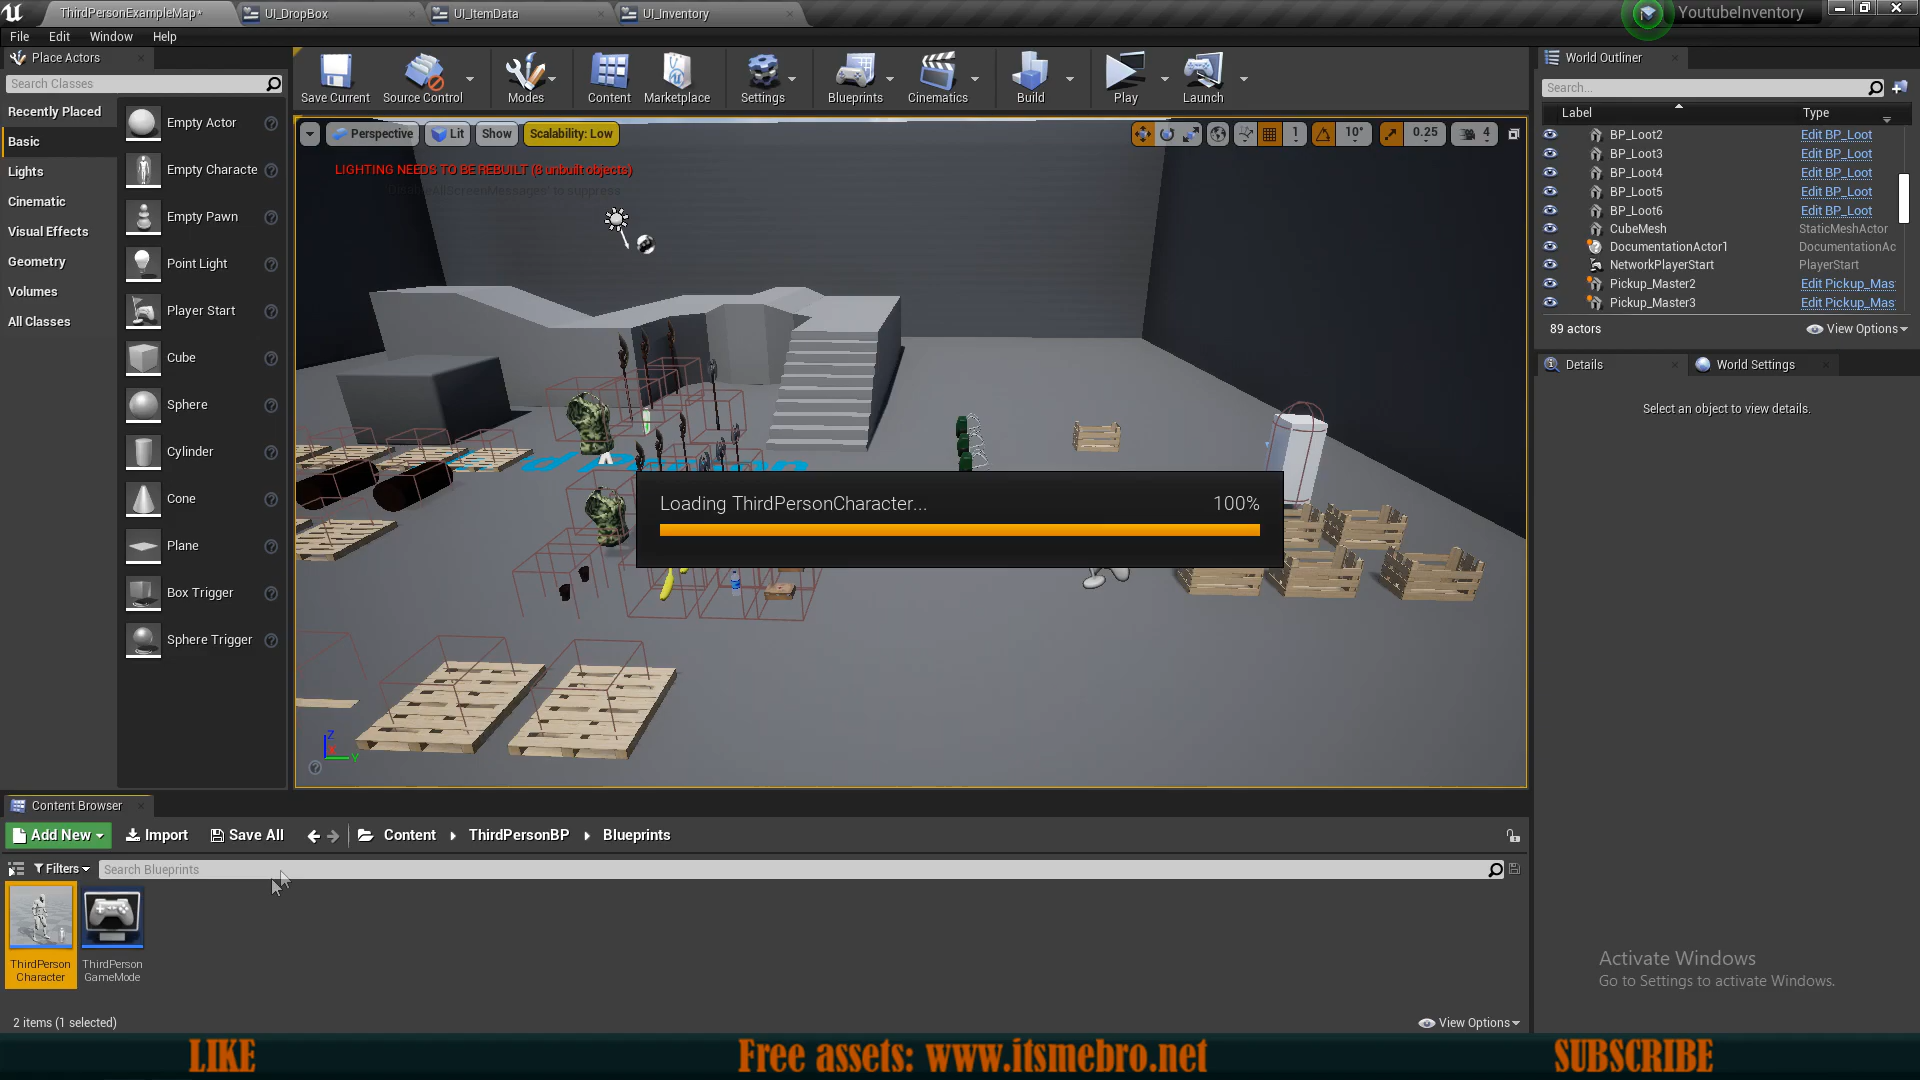 ThirdPersonExampleMap*
UI_DropBox
UI_ItemData
UI_Inventory
YoutubeInventory
File Edit Window Help
Place Actors
Search Classes
Recently Placed
Basic
Lights
Cinematic
Visual Effects
Geometry
Volumes
All Classes
Empty Actor
Empty Characte
Empty Pawn
Point Light
Player Start
Cube
Sphere
Cylinder
Cone
Plane
Box Trigger
Sphere Trigger
Save Current
Source Control
Modes
Content
Marketplace
Settings
Blueprints
Cinematics
Build
Play
Launch
Perspective
Lit
Show
Scalability: Low
1
10°
0.25
4
LIGHTING NEEDS TO BE REBUILT (8 unbuilt objects)
Loading ThirdPersonCharacter... 100%
Z
Y
World Outliner
Search...
Label Type
BP_Loot2 Edit BP_Loot
BP_Loot3 Edit BP_Loot
BP_Loot4 Edit BP_Loot
BP_Loot5 Edit BP_Loot
BP_Loot6 Edit BP_Loot
CubeMesh StaticMeshActor
DocumentationActor1 DocumentationAc
NetworkPlayerStart PlayerStart
Pickup_Master2 Edit Pickup_Mas
Pickup_Master3 Edit Pickup_Mas
89 actors
View Options
Details
World Settings
Select an object to view details.
Content Browser
Add New
Import
Save All
Content
ThirdPersonBP
Blueprints
Filters
Search Blueprints
ThirdPerson
Character
ThirdPerson
GameMode
2 items (1 selected)
View Options
Activate Windows
Go to Settings to activate Windows.
LIKE
Free assets: www.itsmebro.net
SUBSCRIBE